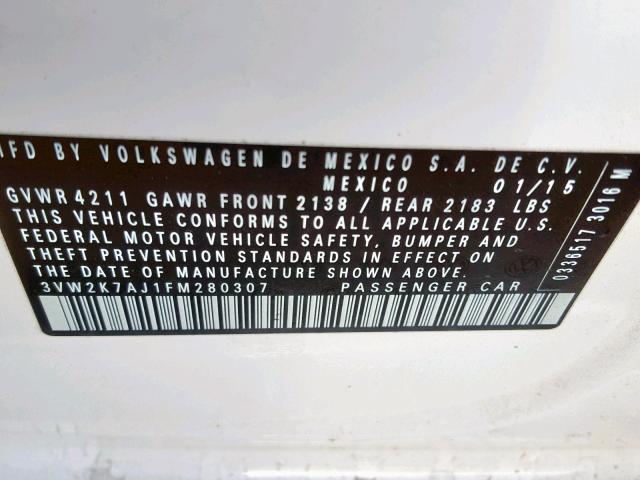 MFD BY VOLKSWAGEN DE MEXICO S.A. DE C.V.
MEXICO 01/15
GVWR 4211 GAWR FRONT 2138 / REAR 2183 LBS
THIS VEHICLE CONFORMS TO ALL APPLICABLE U.S.
FEDERAL MOTOR VEHICLE SAFETY, BUMPER AND
THEFT PREVENTION STANDARDS IN EFFECT ON
THE DATE OF MANUFACTURE SHOWN ABOVE.
3VW2K7AJ1FM280307 PASSENGER CAR
0336517 3016 M